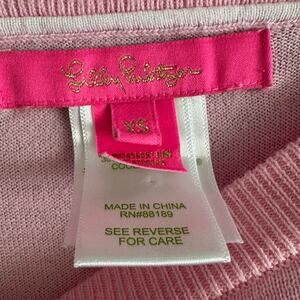 Lilly Pulitzer
XS
MADE IN CHINA
RN#88189
SEE REVERSE
FOR CARE